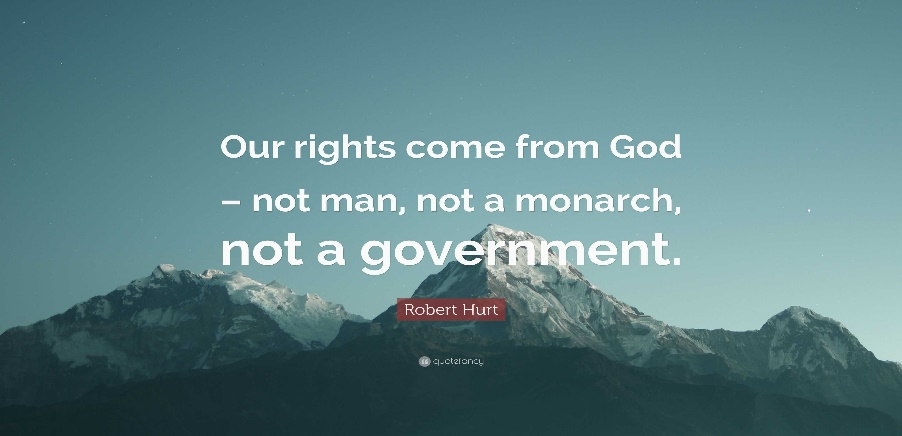 Our rights come from God
– not man, not a monarch,
not a government.
Robert Hurt
quotefancy